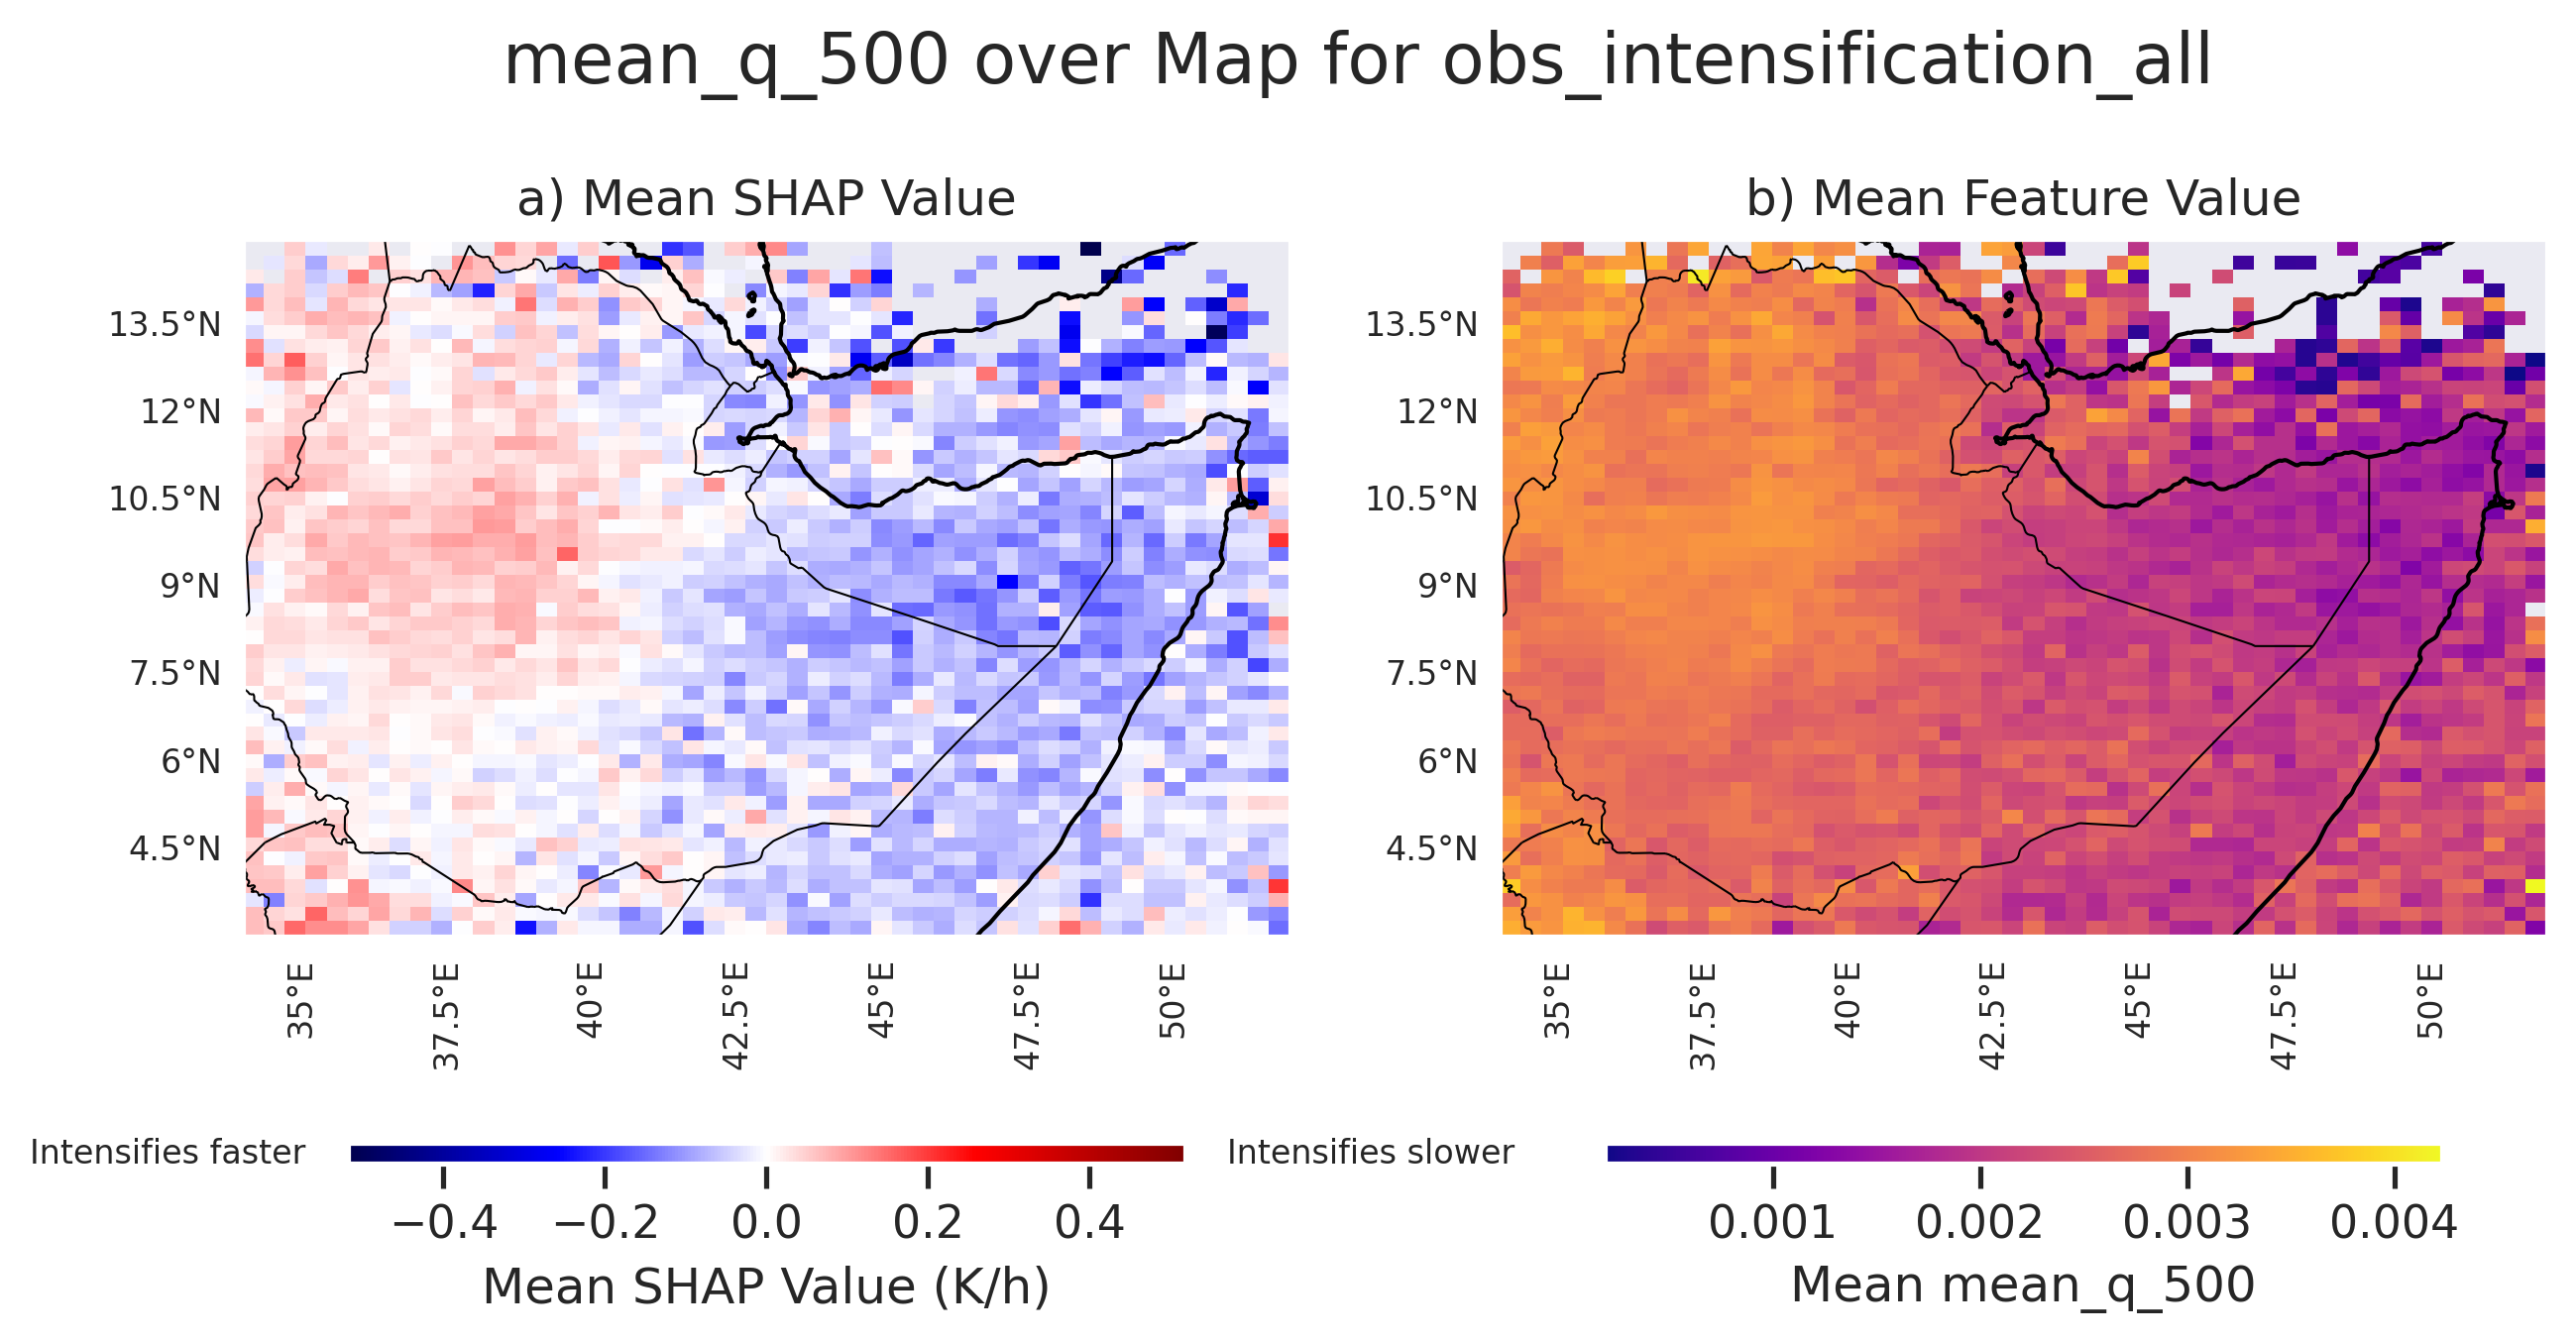 mean_q_500 over Map for obs_intensification_all
a) Mean SHAP Value
13.5°N
12°N
10.5°N
9°N
7.5°N
6°N
4.5°N
35°E
37.5°E
40°E
42.5°E
45°E
47.5°E
50°E
Intensifies faster
Intensifies slower
−0.4
−0.2
0.0
0.2
0.4
Mean SHAP Value (K/h)
b) Mean Feature Value
13.5°N
12°N
10.5°N
9°N
7.5°N
6°N
4.5°N
35°E
37.5°E
40°E
42.5°E
45°E
47.5°E
50°E
0.001
0.002
0.003
0.004
Mean mean_q_500